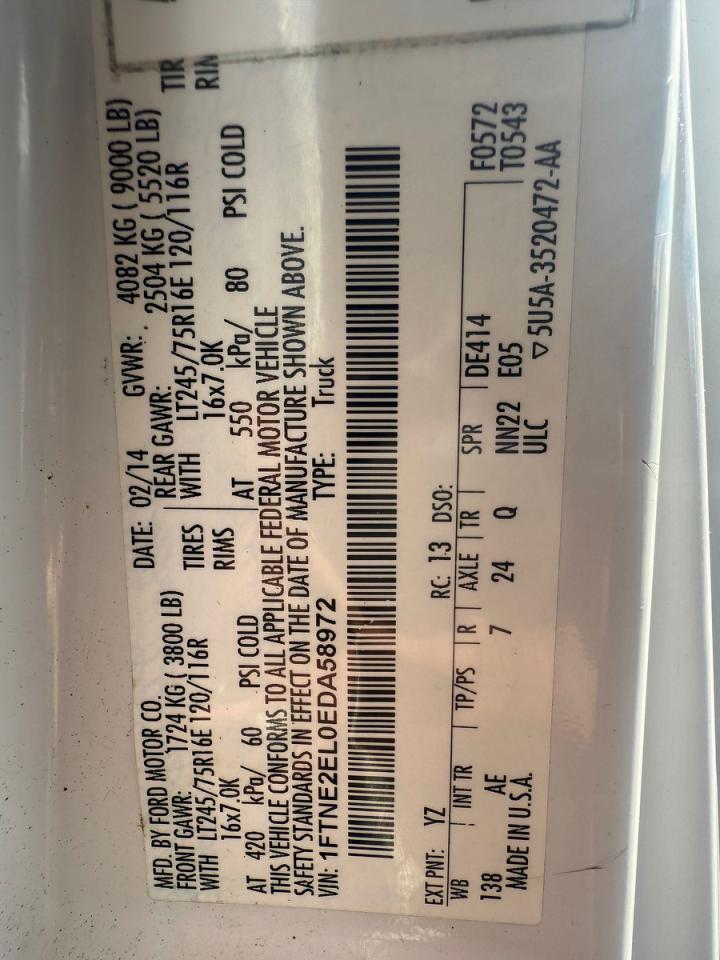 MFD. BY FORD MOTOR CO. DATE: 02/14 GVWR: 4082 KG ( 9000 LB)
FRONT GAWR: 1724 KG ( 3800 LB) REAR GAWR: 2504 KG ( 5520 LB)
WITH LT245/75R16E 120/116R TIRES WITH LT245/75R16E 120/116R TIR
16x7.0K RIMS 16x7.0K RIM
AT 420 kPa/ 60 PSI COLD AT 550 kPa/ 80 PSI COLD
THIS VEHICLE CONFORMS TO ALL APPLICABLE FEDERAL MOTOR VEHICLE
SAFETY STANDARDS IN EFFECT ON THE DATE OF MANUFACTURE SHOWN ABOVE.
VIN: 1FTNE2EL0EDA58972 TYPE: Truck
EXT PNT: YZ RC: 13 DSO: F0572
WB INT TR TP/PS R AXLE TR SPR DE414 T0543
138 AE 7 24 Q NN22 E05
MADE IN U.S.A. ULC ▽5U5A-3520472-AA